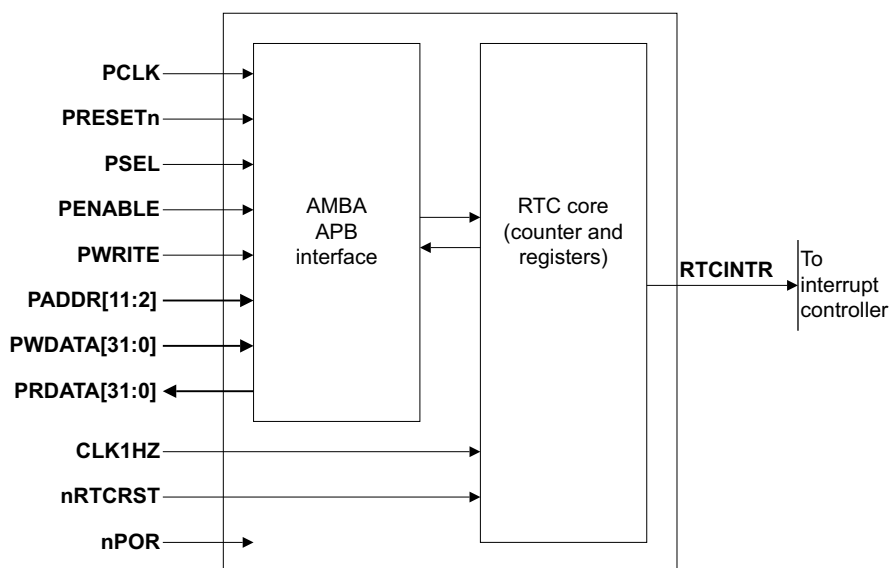 PCLK
PRESETn
PSEL
PENABLE
PWRITE
PADDR[11:2]
PWDATA[31:0]
PRDATA[31:0]
CLK1HZ
nRTCRST
nPOR
AMBA
APB
interface
RTC core
(counter and
registers)
RTCINTR
To
interrupt
controller